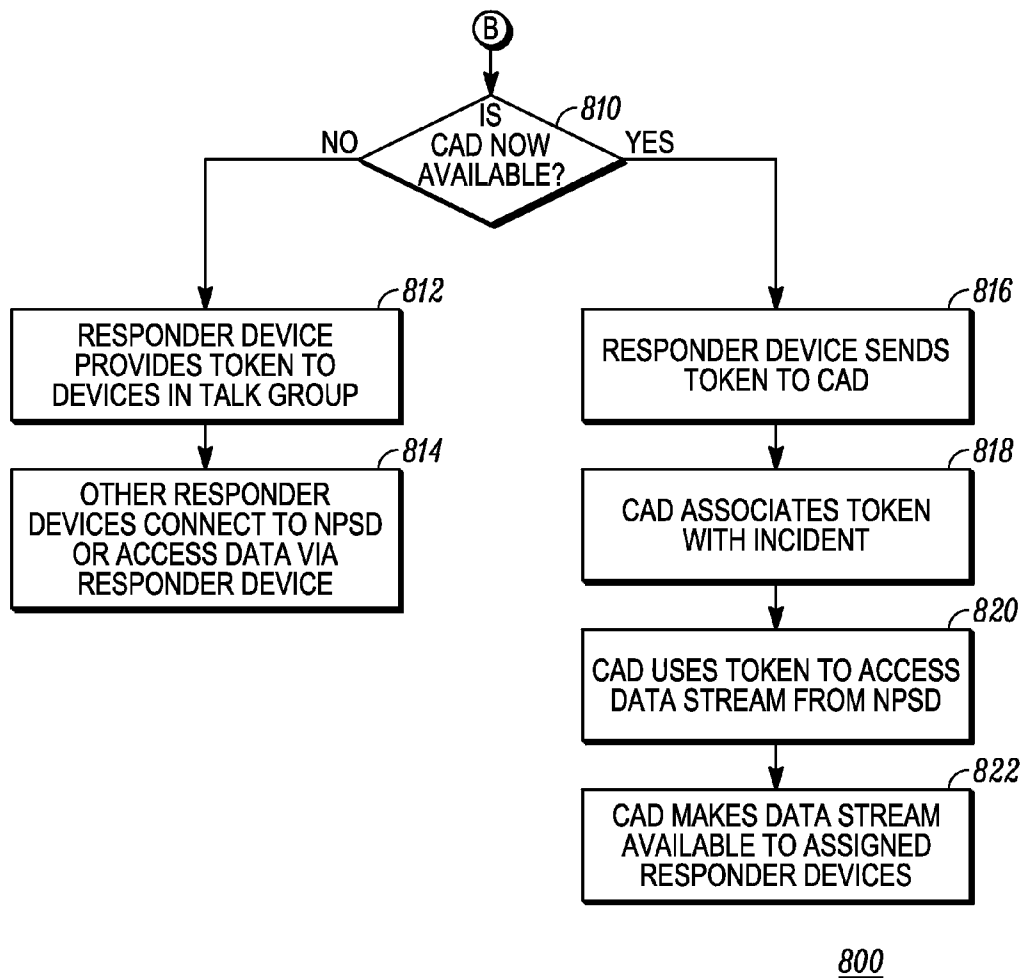 B
810
IS
CAD NOW
AVAILABLE?
NO
YES
812
RESPONDER DEVICE
PROVIDES TOKEN TO
DEVICES IN TALK GROUP
814
OTHER RESPONDER
DEVICES CONNECT TO NPSD
OR ACCESS DATA VIA
RESPONDER DEVICE
816
RESPONDER DEVICE SENDS
TOKEN TO CAD
818
CAD ASSOCIATES TOKEN
WITH INCIDENT
820
CAD USES TOKEN TO ACCESS
DATA STREAM FROM NPSD
822
CAD MAKES DATA STREAM
AVAILABLE TO ASSIGNED
RESPONDER DEVICES
800